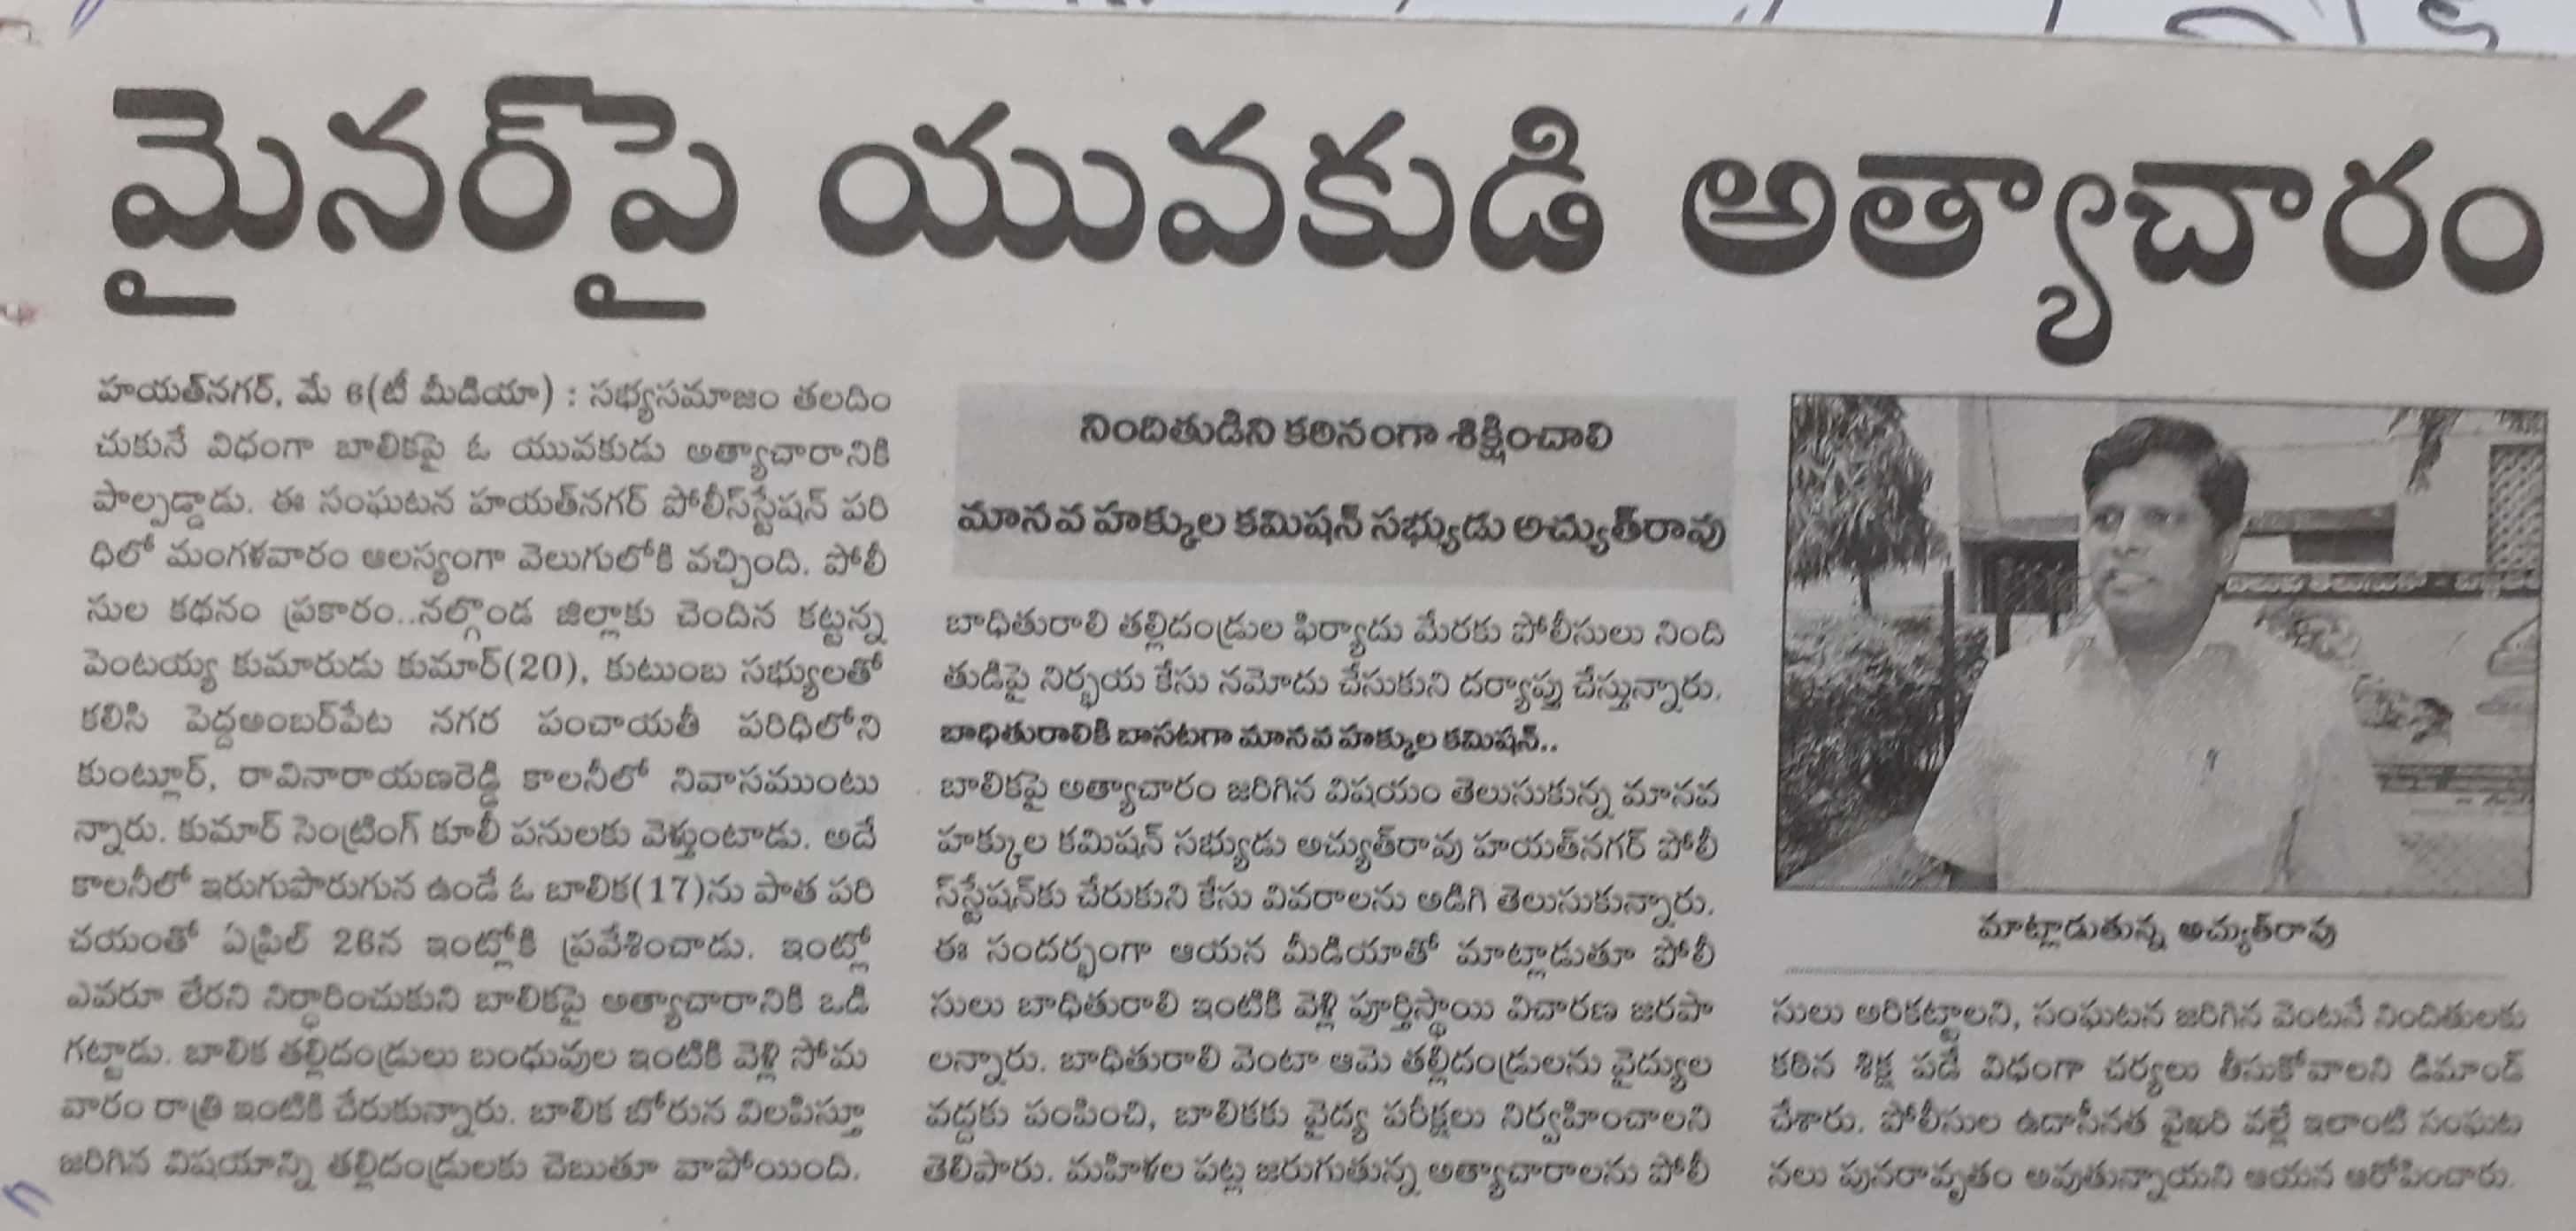 మైనర్‌పై యువకుడి అత్యాచారం
హయత్‌నగర్, మే 6(టీ మీడియా) : సభ్యసమాజం తలదిం
చుకునే విధంగా బాలికపై ఓ యువకుడు అత్యాచారానికి
పాల్పడ్డాడు. ఈ సంఘటన హయత్‌నగర్ పోలీస్‌స్టేషన్ పరి
ధిలో మంగళవారం ఆలస్యంగా వెలుగులోకి వచ్చింది. పోలీ
సుల కథనం ప్రకారం..నల్గొండ జిల్లాకు చెందిన కట్టన్న
పెంటయ్య కుమారుడు కుమార్(20), కుటుంబ సభ్యులతో
కలిసి పెద్దఅంబర్‌పేట నగర పంచాయతీ పరిధిలోని
కుంట్లూర్, రావినారాయణరెడ్డి కాలనీలో నివాసముంటు
న్నారు. కుమార్ సెంట్రింగ్ కూలీ పనులకు వెళ్తుంటాడు. అదే
కాలనీలో ఇరుగుపొరుగున ఉండే ఓ బాలిక(17)ను పాత పరి
చయంతో ఏప్రిల్ 26న ఇంట్లోకి ప్రవేశించాడు. ఇంట్లో
ఎవరూ లేరని నిర్ధారించుకుని బాలికపై అత్యాచారానికి ఒడి
గట్టాడు. బాలిక తల్లిదండ్రులు బంధువుల ఇంటికి వెళ్లి సోమ
వారం రాత్రి ఇంటికి చేరుకున్నారు. బాలిక బోరున విలపిస్తూ
జరిగిన విషయాన్ని తల్లిదండ్రులకు చెబుతూ వాపోయింది.
నిందితుడిని కఠినంగా శిక్షించాలి
మానవ హక్కుల కమిషన్ సభ్యుడు అచ్యుత్‌రావు
బాధితురాలి తల్లిదండ్రుల ఫిర్యాదు మేరకు పోలీసులు నింది
తుడిపై నిర్భయ కేసు నమోదు చేసుకుని దర్యాప్తు చేస్తున్నారు.
బాధితురాలికి బాసటగా మానవ హక్కుల కమిషన్..
బాలికపై అత్యాచారం జరిగిన విషయం తెలుసుకున్న మానవ
హక్కుల కమిషన్ సభ్యుడు అచ్యుత్‌రావు హయత్‌నగర్ పోలీ
స్‌స్టేషన్‌కు చేరుకుని కేసు వివరాలను అడిగి తెలుసుకున్నారు.
ఈ సందర్భంగా ఆయన మీడియాతో మాట్లాడుతూ పోలీ
సులు బాధితురాలి ఇంటికి వెళ్లి పూర్తిస్థాయి విచారణ జరపా
లన్నారు. బాధితురాలి వెంటా ఆమె తల్లిదండ్రులను వైద్యుల
వద్దకు పంపించి, బాలికకు వైద్య పరీక్షలు నిర్వహించాలని
తెలిపారు. మహిళల పట్ల జరుగుతున్న అత్యాచారాలను పోలీ
మాట్లాడుతున్న అచ్యుత్‌రావు
సులు అరికట్టాలని, సంఘటన జరిగిన వెంటనే నిందితులకు
కఠిన శిక్ష పడే విధంగా చర్యలు తీసుకోవాలని డిమాండ్
చేశారు. పోలీసుల ఉదాసీనత వైఖరి వల్లే ఇలాంటి సంఘట
నలు పునరావృతం అవుతున్నాయని ఆయన ఆరోపించారు.